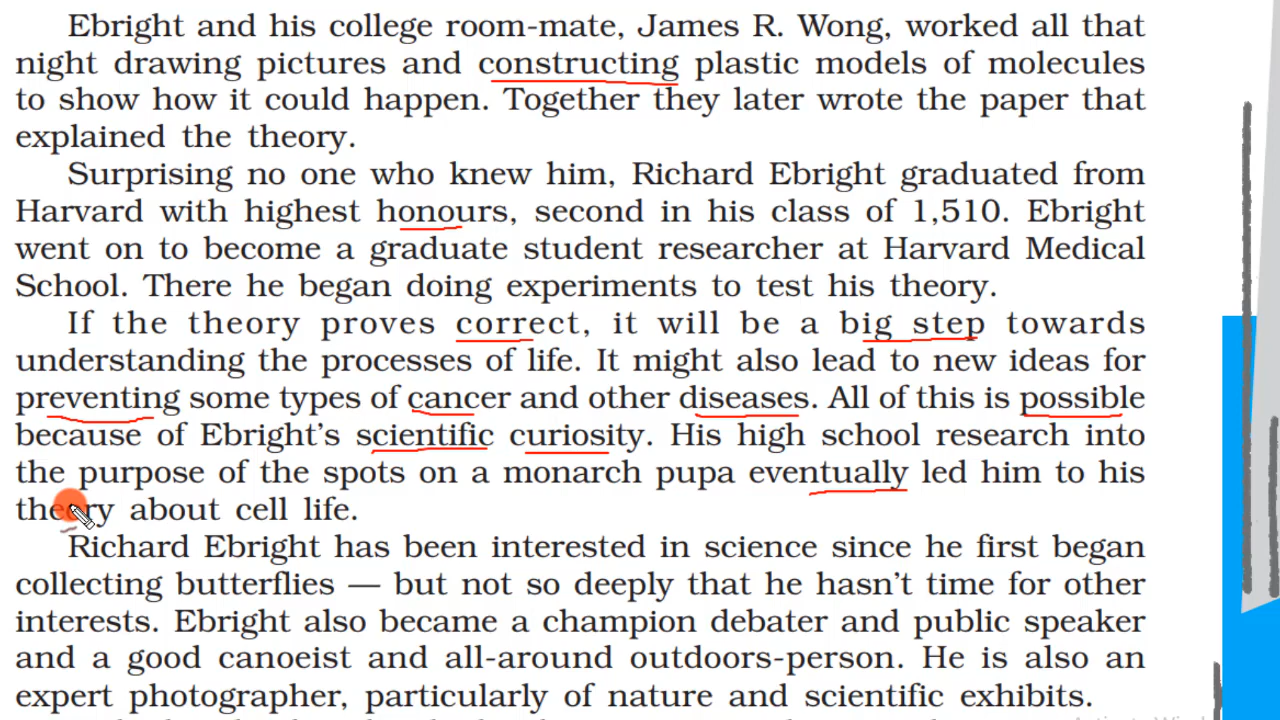 Ebright and his college room-mate, James R. Wong, worked all that
night drawing pictures and constructing plastic models of molecules
to show how it could happen. Together they later wrote the paper that
explained the theory.
Surprising no one who knew him, Richard Ebright graduated from
Harvard with highest honours, second in his class of 1,510. Ebright
went on to become a graduate student researcher at Harvard Medical
School. There he began doing experiments to test his theory.
If the theory proves correct, it will be a big step towards
understanding the processes of life. It might also lead to new ideas for
preventing some types of cancer and other diseases. All of this is possible
because of Ebright's scientific curiosity. His high school research into
the purpose of the spots on a monarch pupa eventually led him to his
theory about cell life.
Richard Ebright has been interested in science since he first began
collecting butterflies — but not so deeply that he hasn't time for other
interests. Ebright also became a champion debater and public speaker
and a good canoeist and all-around outdoors-person. He is also an
expert photographer, particularly of nature and scientific exhibits.